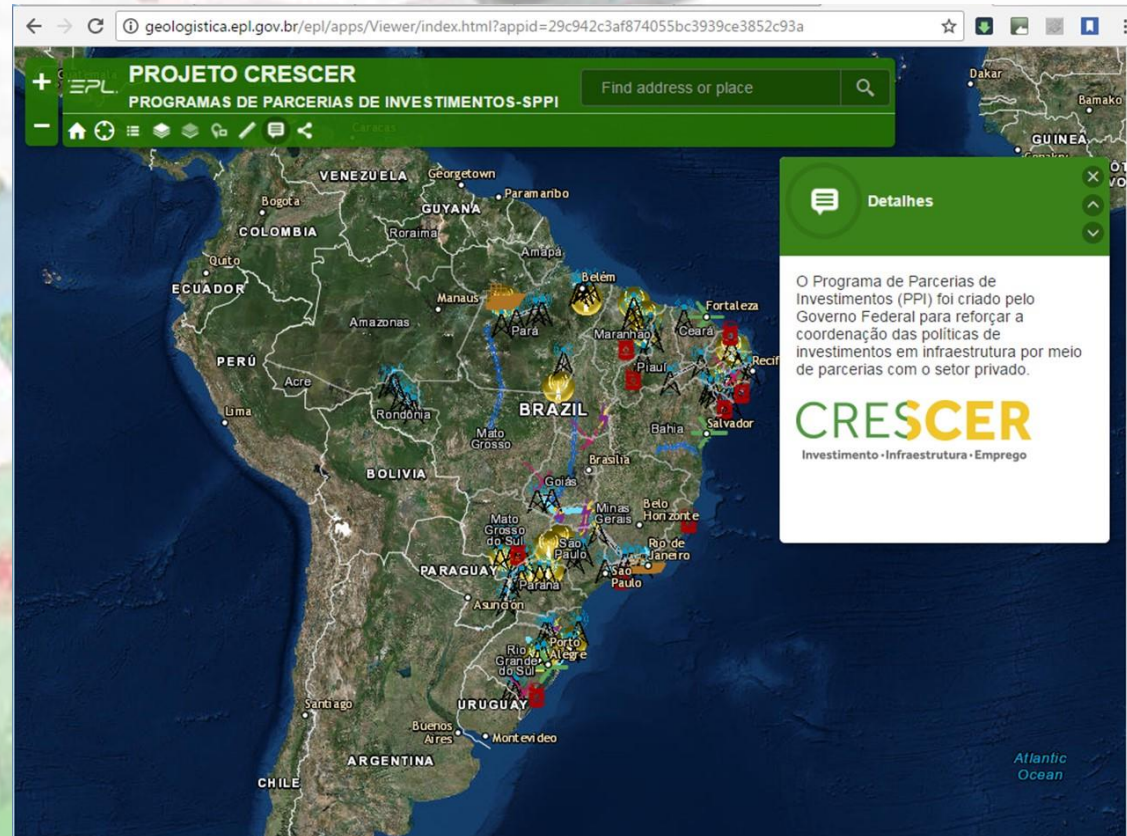 geologistica.epl.gov.br/epl/apps/Viewer/index.html?appid=29c942c3af874055bc3939ce3852c93a
EPL
PROJETO CRESCER
PROGRAMAS DE PARCERIAS DE INVESTIMENTOS-SPPI
Find address or place
Dakar
Bamako
GUINEA
Caracas
VENEZUELA
Georgetown
Paramaribo
Bogota
GUYANA
COLOMBIA
Roraima
Amapá
Quito
ECUADOR
Belém
Manaus
Fortaleza
Amazonas
Pará
Maranhão
Ceará
PERÚ
Piauí
Recif
Acre
Lima
Rondônia
BRAZIL
Mato
Grosso
Bahia
Salvador
BOLIVIA
Brasília
Goiás
Minas
Gerais
Belo
Horizonte
Mato
Grosso
do Sul
São
Paulo
Rio de
Janeiro
PARAGUAY
Paraná
São
Paulo
Asunción
Porto
Alegre
Rio
Grande
do Sul
Santiago
URUGUAY
Buenos
Aires
Montevideo
ARGENTINA
CHILE
Atlantic
Ocean
Detalhes
O Programa de Parcerias de
Investimentos (PPI) foi criado pelo
Governo Federal para reforçar a
coordenação das políticas de
investimentos em infraestrutura por meio
de parcerias com o setor privado.
CRESCER
Investimento·Infraestrutura·Emprego